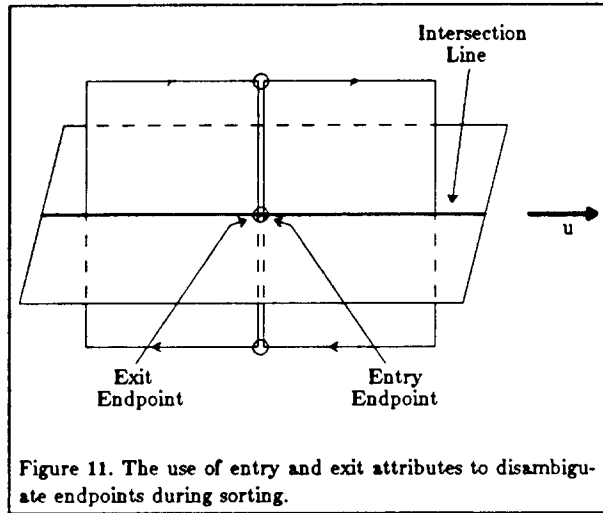 Intersection
Line
u
Exit
Endpoint
Entry
Endpoint
Figure 11. The use of entry and exit attributes to disambigu-
ate endpoints during sorting.